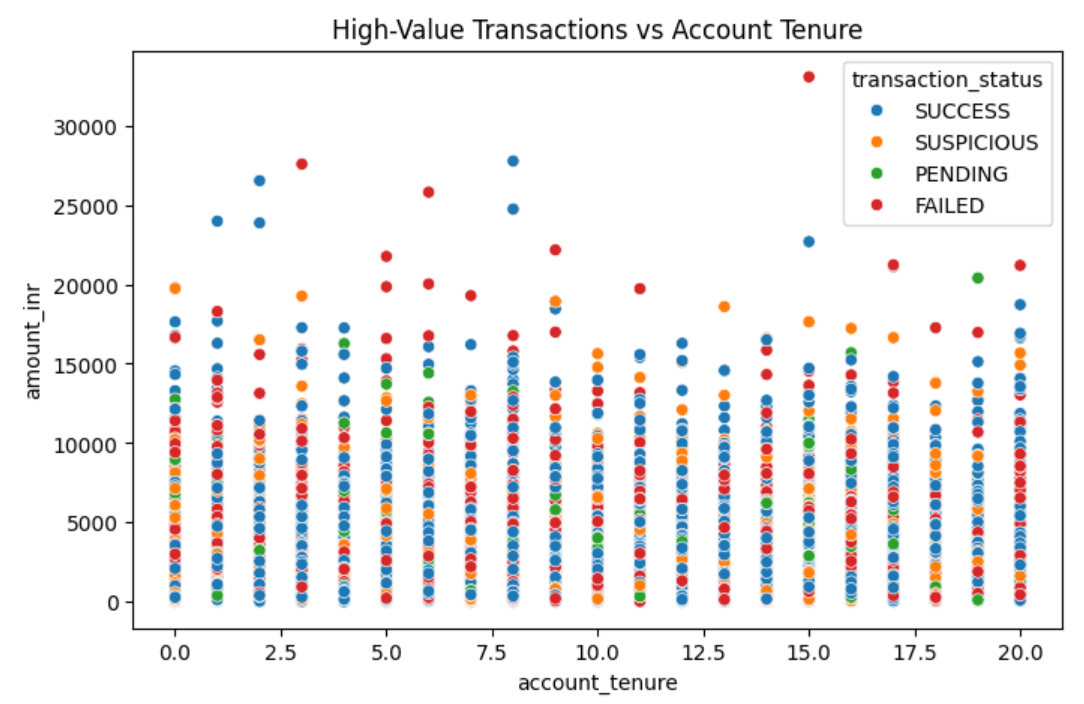 High-Value Transactions vs Account Tenure
transaction_status
SUCCESS
SUSPICIOUS
PENDING
FAILED
30000
25000
20000
15000
10000
5000
0
amount_inr
0.0 2.5 5.0 7.5 10.0 12.5 15.0 17.5 20.0
account_tenure